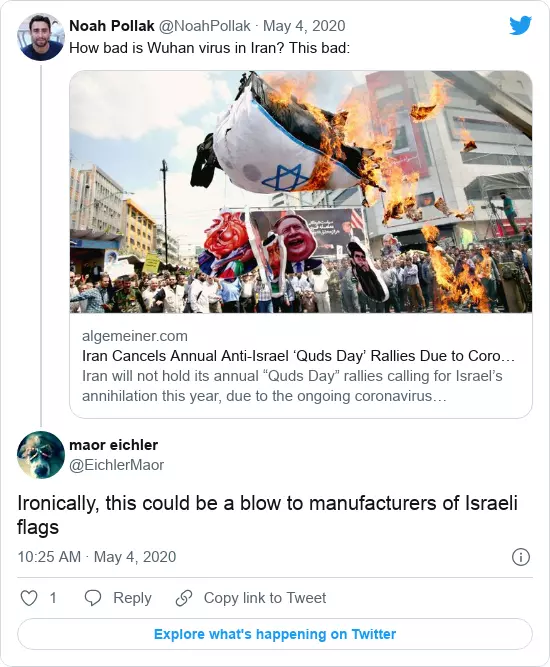 Noah Pollak @NoahPollak · May 4, 2020
How bad is Wuhan virus in Iran? This bad:
algemeiner.com
Iran Cancels Annual Anti-Israel ‘Quds Day’ Rallies Due to Coro…
Iran will not hold its annual “Quds Day” rallies calling for Israel’s
annihilation this year, due to the ongoing coronavirus…
maor eichler
@EichlerMaor
Ironically, this could be a blow to manufacturers of Israeli
flags
10:25 AM · May 4, 2020
1 Reply Copy link to Tweet
Explore what's happening on Twitter